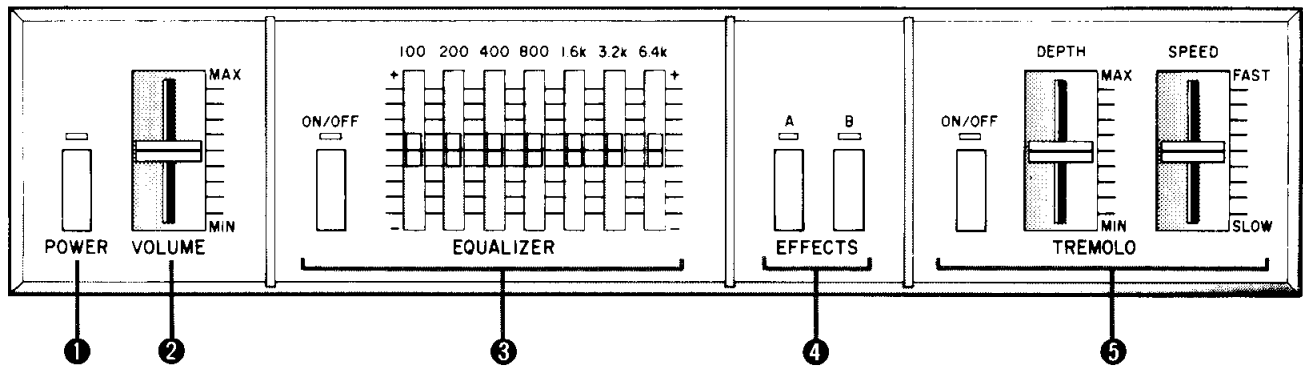 100 200 400 800 1.6k 3.2k 6.4k
DEPTH SPEED
MAX + + MAX FAST
ON/OFF A B ON/OFF
MIN - - MIN SLOW
POWER VOLUME EQUALIZER EFFECTS TREMOLO
1 2 3 4 5